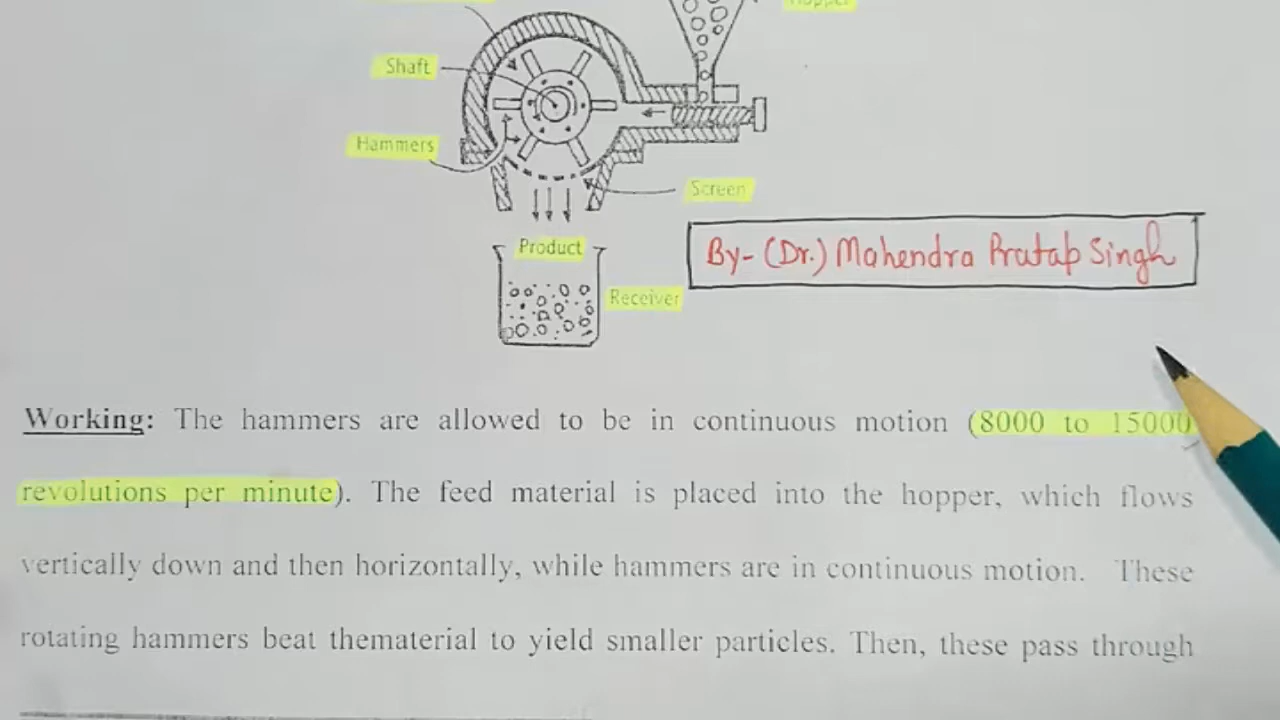 Hopper
Shaft
Hammers
Screen
Product
By- (Dr.) Mahendra Pratap Singh
Receiver
Working: The hammers are allowed to be in continuous motion (8000 to 15000
revolutions per minute). The feed material is placed into the hopper, which flows
vertically down and then horizontally, while hammers are in continuous motion. These
rotating hammers beat thematerial to yield smaller particles. Then, these pass through